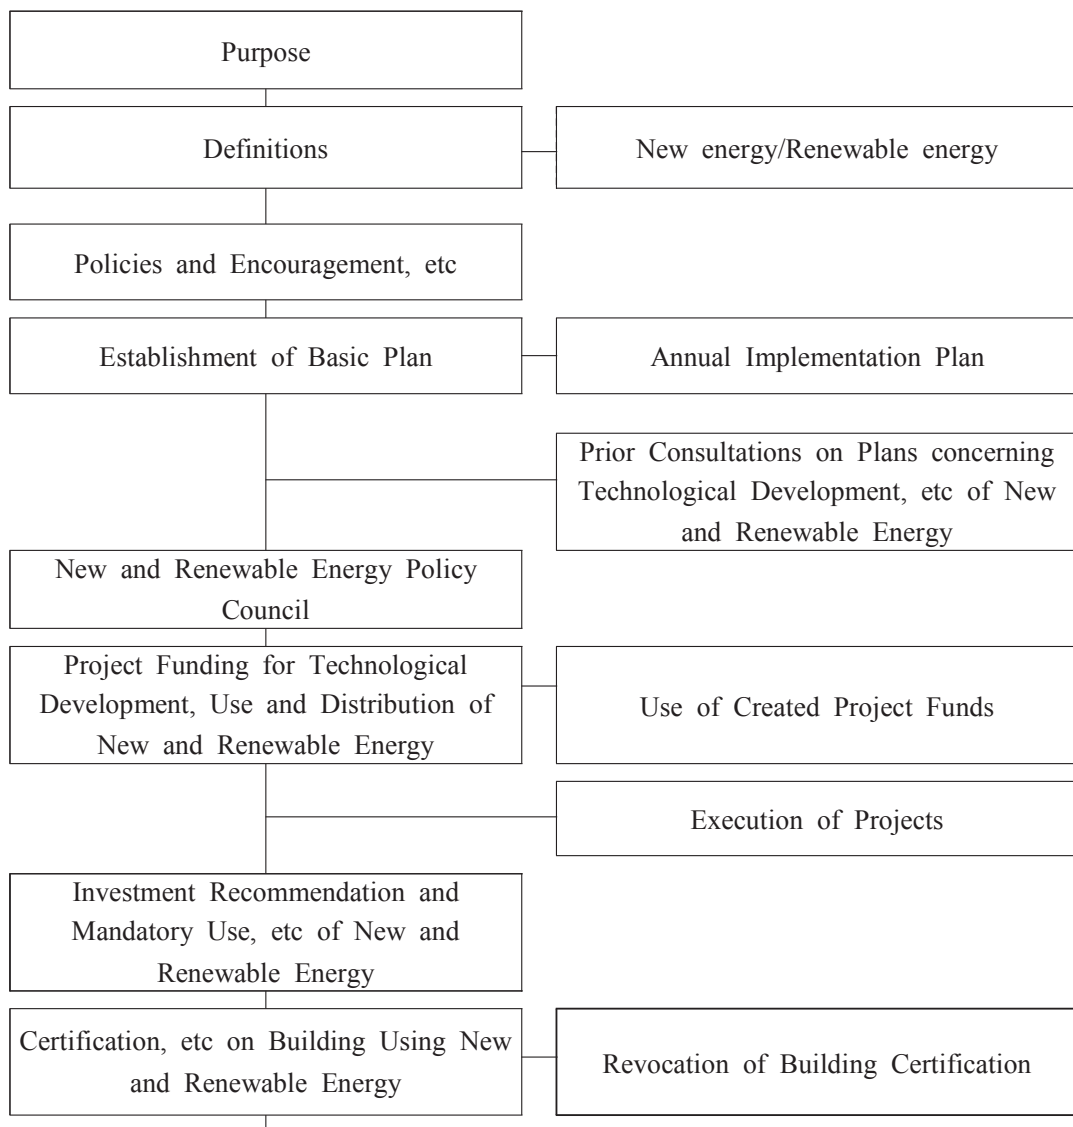 Purpose
Definitions
New energy/Renewable energy
Policies and Encouragement, etc
Establishment of Basic Plan
Annual Implementation Plan
Prior Consultations on Plans concerning
Technological Development, etc of New
and Renewable Energy
New and Renewable Energy Policy
Council
Project Funding for Technological
Development, Use and Distribution of
New and Renewable Energy
Use of Created Project Funds
Execution of Projects
Investment Recommendation and
Mandatory Use, etc of New and
Renewable Energy
Certification, etc on Building Using New
and Renewable Energy
Revocation of Building Certification